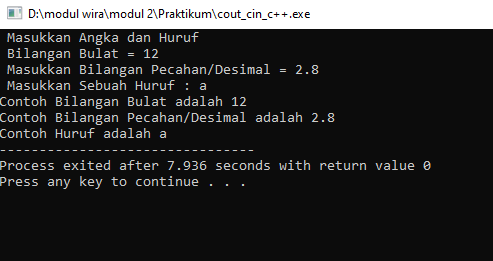 D:\modul wira\modul 2\Praktikum\cout_cin_c++.exe
Masukkan Angka dan Huruf
Bilangan Bulat = 12
Masukkan Bilangan Pecahan/Desimal = 2.8
Masukkan Sebuah Huruf : a
Contoh Bilangan Bulat adalah 12
Contoh Bilangan Pecahan/Desimal adalah 2.8
Contoh Huruf adalah a
--------------------------------
Process exited after 7.936 seconds with return value 0
Press any key to continue . . .